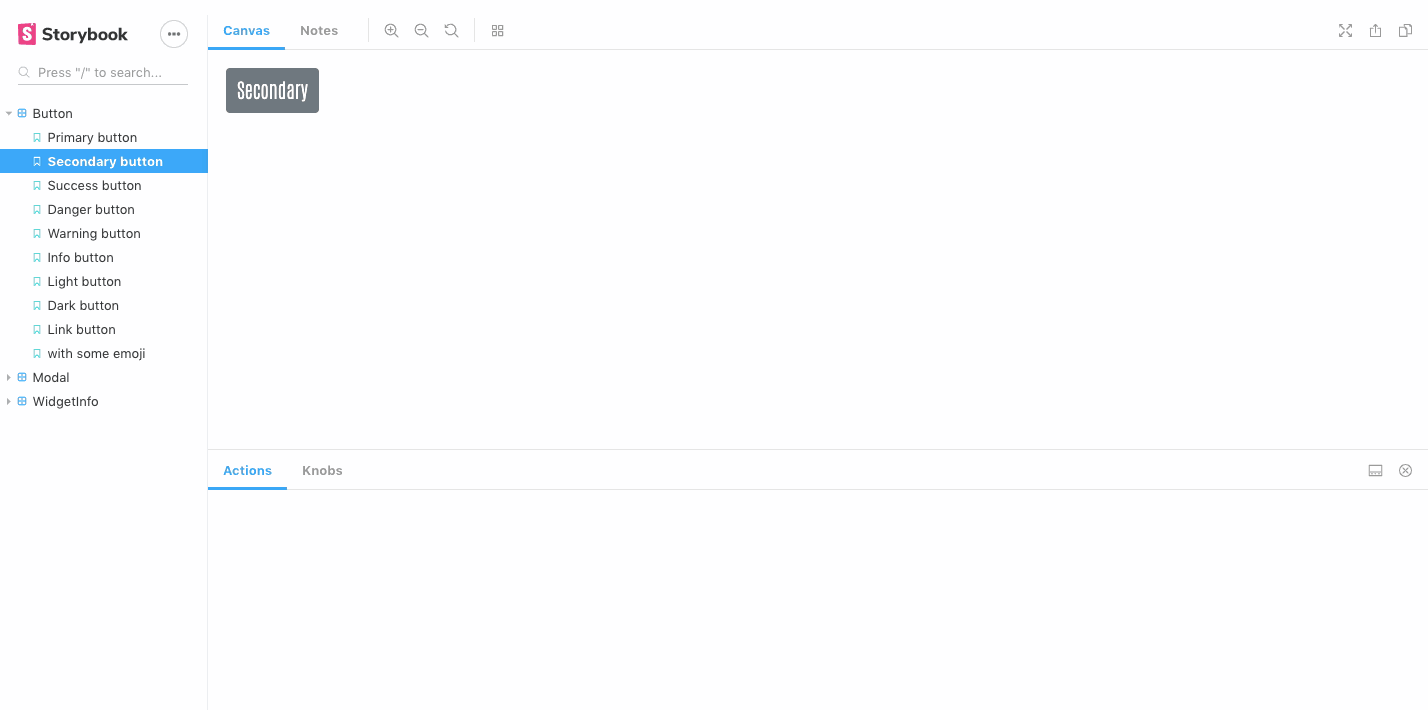 Storybook
Canvas Notes
Press "/" to search...
Secondary
Button
Primary button
Secondary button
Success button
Danger button
Warning button
Info button
Light button
Dark button
Link button
with some emoji
Modal
WidgetInfo
Actions Knobs